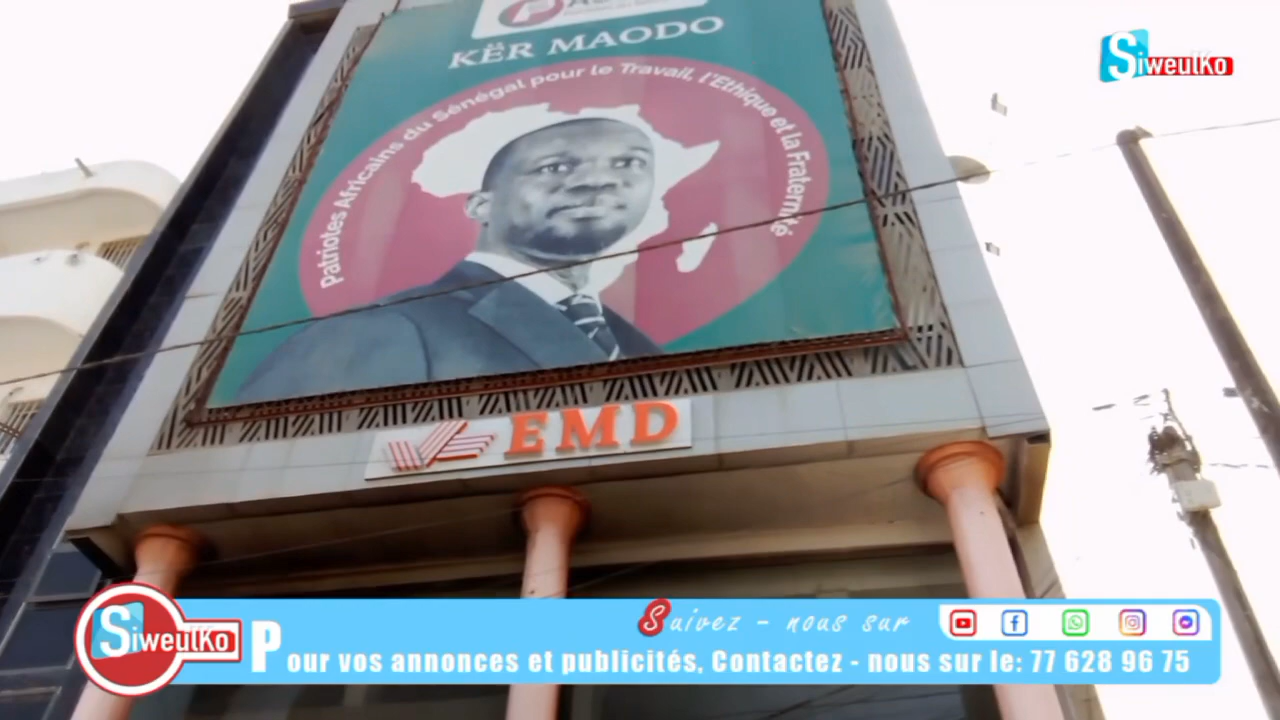 SiweulKo
KËR MAODO
Patriotes Africains du Sénégal pour le Travail, l'Ethique et la Fraternité
EMD
SiweulKo
Suivez - nous sur
Pour vos annonces et publicités, Contactez - nous sur le: 77 628 96 75